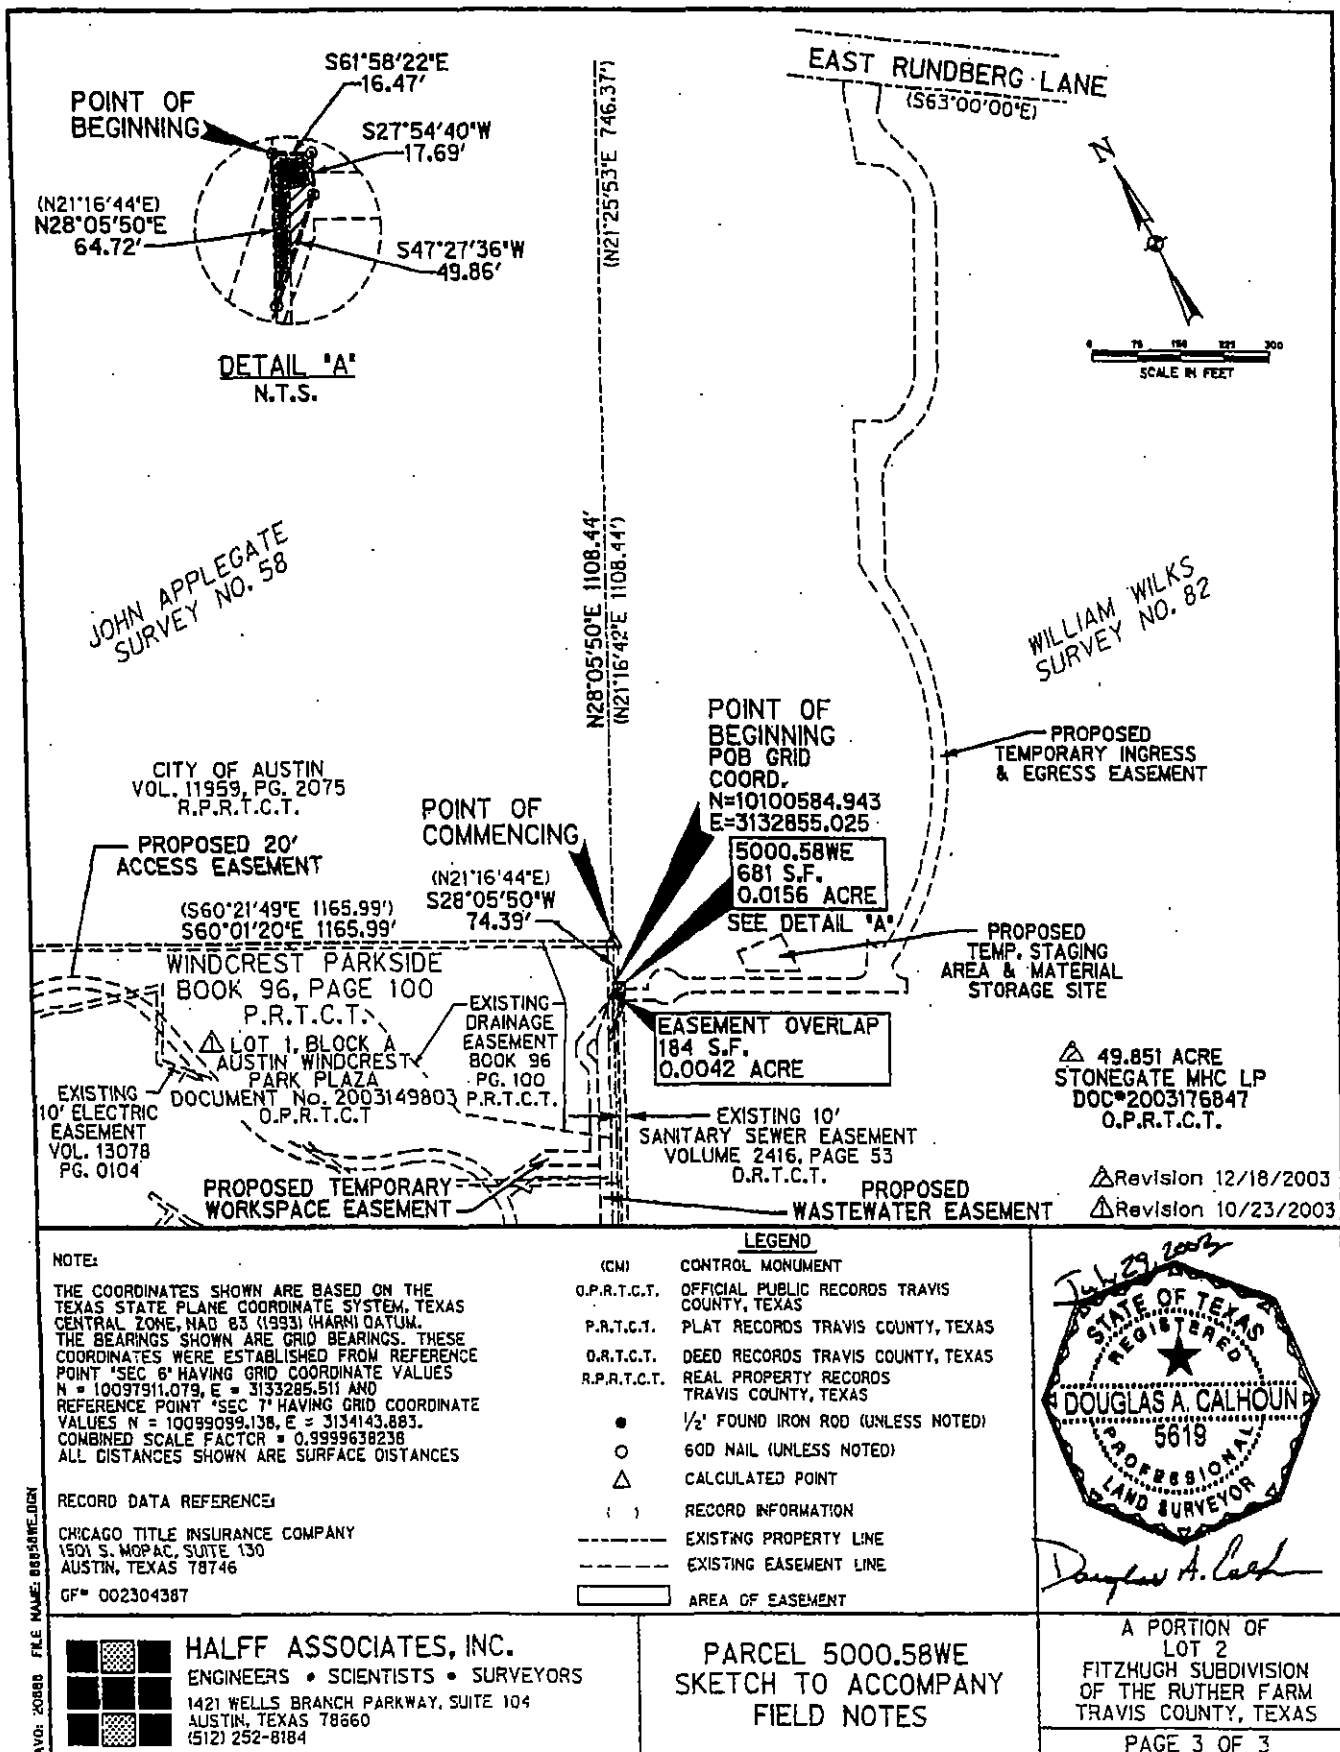 S61°58'22"E
16.47'
POINT OF
BEGINNING
S27°54'40"W
17.69'
(N21°16'44"E)
N28°05'50"E
64.72'
S47°27'36"W
49.86'
DETAIL "A"
N.T.S.
(N21°25'53"E 746.37')
EAST RUNDBERG LANE
(S63°00'00"E)
N
0 75 150 225 300
SCALE IN FEET
JOHN APPLEGATE
SURVEY NO. 58
N28°05'50"E 1108.44'
(N21°16'42"E 1108.44')
WILLIAM WILKS
SURVEY NO. 82
POINT OF
BEGINNING
POB GRID
COORD.
N=10100584.943
E=3132855.025
PROPOSED
TEMPORARY INGRESS
& EGRESS EASEMENT
CITY OF AUSTIN
VOL. 11959, PG. 2075
R.P.R.T.C.T.
POINT OF
COMMENCING
PROPOSED 20'
ACCESS EASEMENT
5000.58WE
681 S.F.
0.0156 ACRE
SEE DETAIL "A"
(N21°16'44"E)
S28°05'50"W
74.39'
(S60°21'49"E 1165.99')
S60°01'20"E 1165.99'
PROPOSED
TEMP. STAGING
AREA & MATERIAL
STORAGE SITE
WINDCREST PARKSIDE
BOOK 96, PAGE 100
P.R.T.C.T.
1 LOT 1, BLOCK A
AUSTIN WINDCREST
PARK PLAZA
DOCUMENT No. 2003149803
O.P.R.T.C.T
EXISTING
DRAINAGE
EASEMENT
BOOK 96
PG. 100
P.R.T.C.T.
EASEMENT OVERLAP
184 S.F.
0.0042 ACRE
2 49.851 ACRE
STONEGATE MHC LP
DOC#2003176847
O.P.R.T.C.T.
EXISTING
10' ELECTRIC
EASEMENT
VOL. 13078
PG. 0104
EXISTING 10'
SANITARY SEWER EASEMENT
VOLUME 2416, PAGE 53
D.R.T.C.T.
PROPOSED TEMPORARY
WORKSPACE EASEMENT
PROPOSED
WASTEWATER EASEMENT
2 Revision 12/18/2003
1 Revision 10/23/2003
NOTE:
THE COORDINATES SHOWN ARE BASED ON THE
TEXAS STATE PLANE COORDINATE SYSTEM, TEXAS
CENTRAL ZONE, NAD 83 (1993) (HARN) DATUM.
THE BEARINGS SHOWN ARE GRID BEARINGS. THESE
COORDINATES WERE ESTABLISHED FROM REFERENCE
POINT "SEC 6" HAVING GRID COORDINATE VALUES
N = 10097911.079, E = 3133285.511 AND
REFERENCE POINT "SEC 7" HAVING GRID COORDINATE
VALUES N = 10099099.138, E = 3134143.883.
COMBINED SCALE FACTOR = 0.9999638238
ALL DISTANCES SHOWN ARE SURFACE DISTANCES
RECORD DATA REFERENCE:
CHICAGO TITLE INSURANCE COMPANY
1501 S. MOPAC, SUITE 130
AUSTIN, TEXAS 78746
GF# 002304387
LEGEND
(CM) CONTROL MONUMENT
O.P.R.T.C.T. OFFICIAL PUBLIC RECORDS TRAVIS
COUNTY, TEXAS
P.R.T.C.T. PLAT RECORDS TRAVIS COUNTY, TEXAS
D.R.T.C.T. DEED RECORDS TRAVIS COUNTY, TEXAS
R.P.R.T.C.T. REAL PROPERTY RECORDS
TRAVIS COUNTY, TEXAS
1/2" FOUND IRON ROD (UNLESS NOTED)
60D NAIL (UNLESS NOTED)
CALCULATED POINT
( ) RECORD INFORMATION
EXISTING PROPERTY LINE
EXISTING EASEMENT LINE
AREA OF EASEMENT
July 29, 2003
STATE OF TEXAS
REGISTERED
DOUGLAS A. CALHOUN
5619
PROFESSIONAL
LAND SURVEYOR
Douglas A. Calhoun
AVO: 20888 FILE NAME:
HALFF ASSOCIATES, INC.
ENGINEERS • SCIENTISTS • SURVEYORS
1421 WELLS BRANCH PARKWAY, SUITE 104
AUSTIN, TEXAS 78660
(512) 252-8184
PARCEL 5000.58WE
SKETCH TO ACCOMPANY
FIELD NOTES
A PORTION OF
LOT 2
FITZHUGH SUBDIVISION
OF THE RUTHER FARM
TRAVIS COUNTY, TEXAS
PAGE 3 OF 3